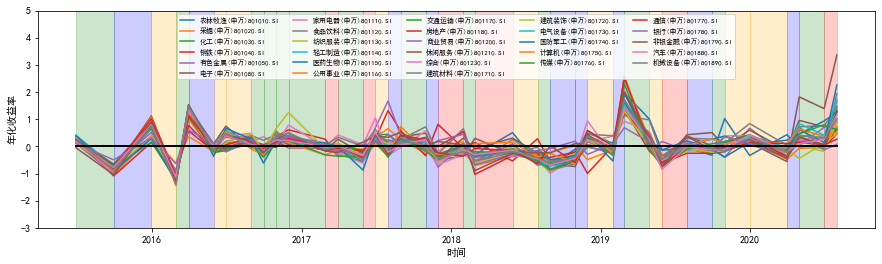 年化收益率
5
4
3
2
1
0
−1
−2
−3
农林牧渔(申万)801010.SI
采掘(申万)801020.SI
化工(申万)801030.SI
钢铁(申万)801040.SI
有色金属(申万)801050.SI
电子(申万)801080.SI
家用电器(申万)801110.SI
食品饮料(申万)801120.SI
纺织服装(申万)801130.SI
轻工制造(申万)801140.SI
医药生物(申万)801150.SI
公用事业(申万)801160.SI
交通运输(申万)801170.SI
房地产(申万)801180.SI
商业贸易(申万)801200.SI
休闲服务(申万)801210.SI
综合(申万)801230.SI
建筑材料(申万)801710.SI
建筑装饰(申万)801720.SI
电气设备(申万)801730.SI
国防军工(申万)801740.SI
计算机(申万)801750.SI
传媒(申万)801760.SI
通信(申万)801770.SI
银行(申万)801780.SI
非银金融(申万)801790.SI
汽车(申万)801880.SI
机械设备(申万)801890.SI
2016 2017 2018 2019 2020
时间